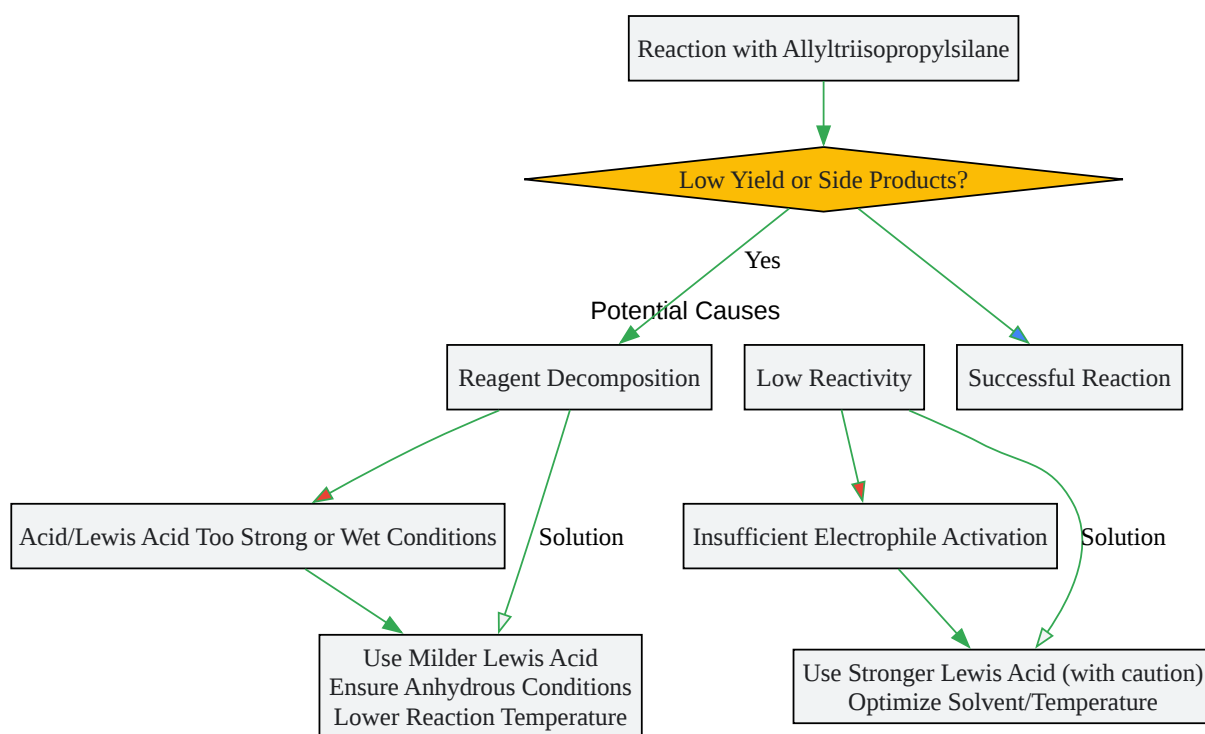 Reaction with Allyltriisopropylsilane
Low Yield or Side Products?
Yes
Potential Causes
Reagent Decomposition
Low Reactivity
Successful Reaction
Acid/Lewis Acid Too Strong or Wet Conditions
Solution
Insufficient Electrophile Activation
Solution
Use Milder Lewis Acid
Ensure Anhydrous Conditions
Lower Reaction Temperature
Use Stronger Lewis Acid (with caution)
Optimize Solvent/Temperature